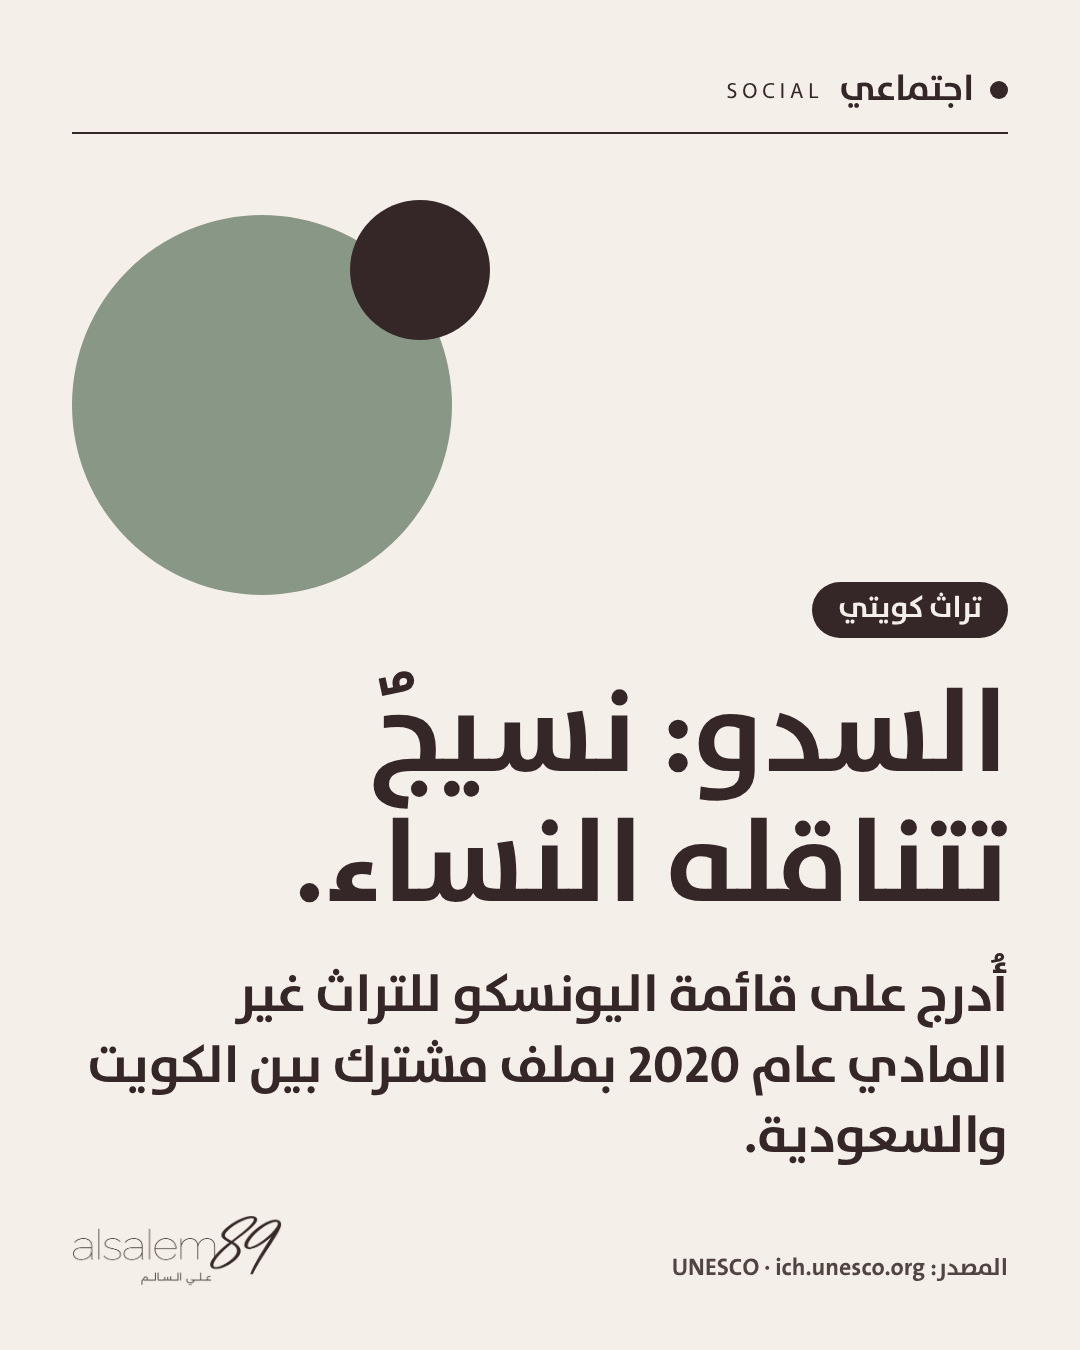 اجتماعي SOCIAL
تراث كويتي
السدو: نسيجٌ
تتناقله النساء.
أُدرج على قائمة اليونسكو للتراث غير
المادي عام 2020 بملف مشترك بين الكويت
والسعودية.
المصدر: UNESCO · ich.unesco.org
alsalem89
علي السالم